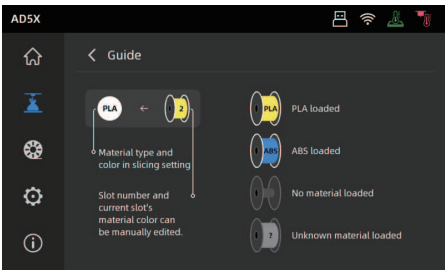 AD5X
Guide
PLA ← 2
Material type and
color in slicing setting
Slot number and
current slot's
material color can
be manually edited.
PLA PLA loaded
ABS ABS loaded
No material loaded
? Unknown material loaded